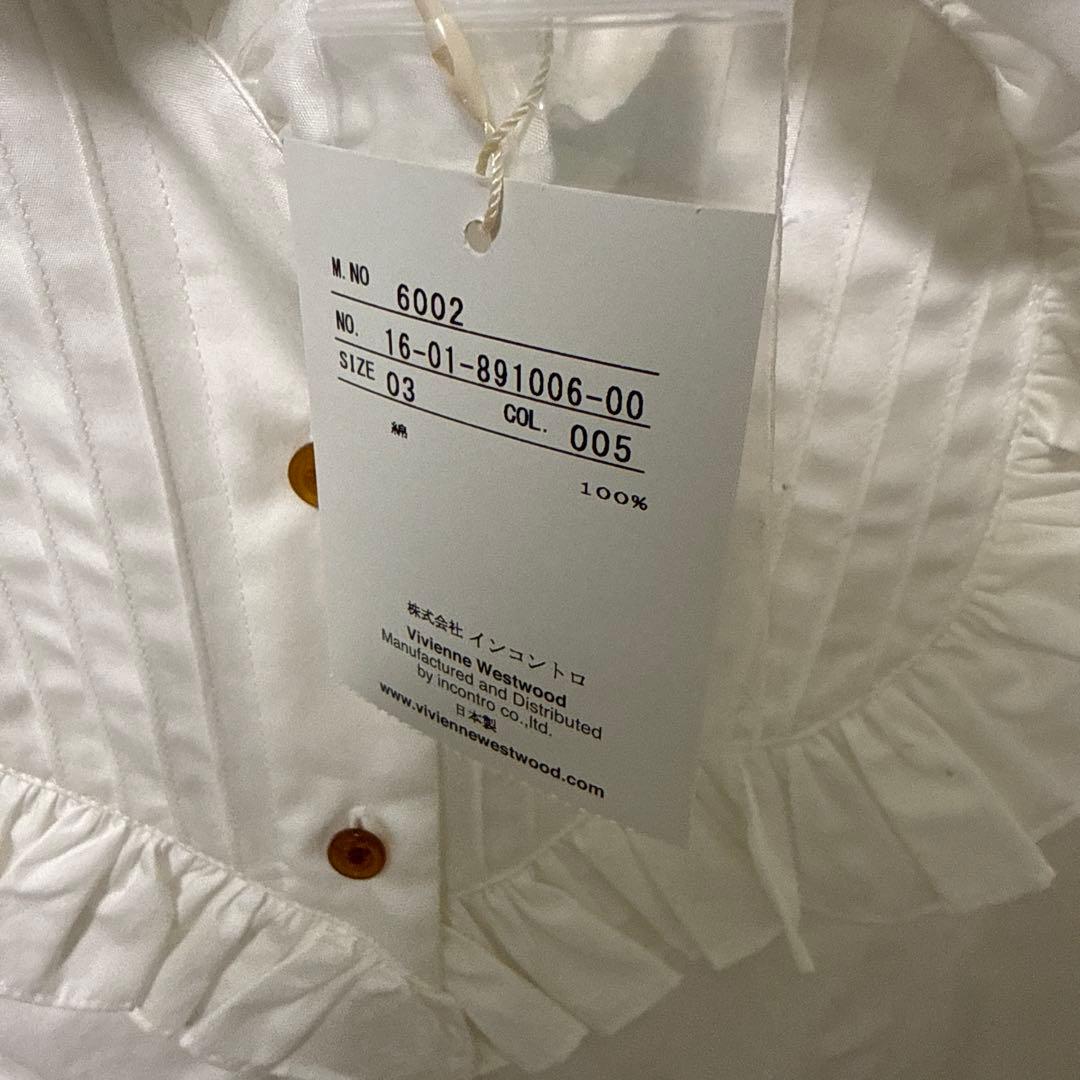 M.NO 6002
NO. 16-01-891006-00
SIZE 03 COL. 005
綿 100%
株式会社 インコントロ
Vivienne Westwood
Manufactured and Distributed
by incontro co.,ltd.
日本製
www.viviennewestwood.com